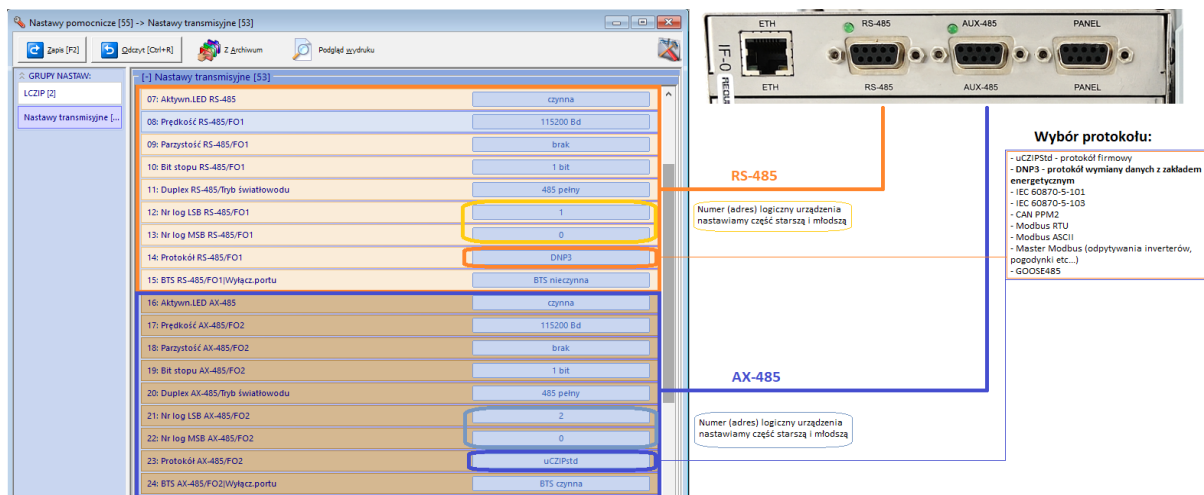 Nastawy pomocnicze [55] -> Nastawy transmisyjne [53]
Zapis [F2]
Odczyt [Ctrl+R]
Z Archiwum
Podgląd wydruku
GRUPY NASTAW:
LCZIP [2]
Nastawy transmisyjne [...
[-] Nastawy transmisyjne [53]
07: Aktywn.LED RS-485 czynna
08: Prędkość RS-485/FO1 115200 Bd
09: Parzystość RS-485/FO1 brak
10: Bit stopu RS-485/FO1 1 bit
11: Duplex RS-485/Tryb światłowodu 485 pełny
12: Nr log LSB RS-485/FO1 1
13: Nr log MSB RS-485/FO1 0
14: Protokół RS-485/FO1 DNP3
15: BTS RS-485/FO1|Wyłącz.portu BTS nieczynna
16: Aktywn.LED AX-485 czynna
17: Prędkość AX-485/FO2 115200 Bd
18: Parzystość AX-485/FO2 brak
19: Bit stopu AX-485/FO2 1 bit
20: Duplex AX-485/Tryb światłowodu 485 pełny
21: Nr log LSB AX-485/FO2 2
22: Nr log MSB AX-485/FO2 0
23: Protokół AX-485/FO2 uCZIPstd
24: BTS AX-485/FO2|Wyłącz.portu BTS czynna
ETH RS-485 AUX-485 PANEL
IF-0
ETH RS-485 AUX-485 PANEL
RS-485
Numer (adres) logiczny urządzenia
nastawiamy część starszą i młodszą
AX-485
Numer (adres) logiczny urządzenia
nastawiamy część starszą i młodszą
Wybór protokołu:
- uCZIPStd - protokół firmowy
- DNP3 - protokół wymiany danych z zakładem
energetycznym
- IEC 60870-5-101
- IEC 60870-5-103
- CAN PPM2
- Modbus RTU
- Modbus ASCII
- Master Modbus (odpytywania inverterów,
pogodynki etc...)
- GOOSE485